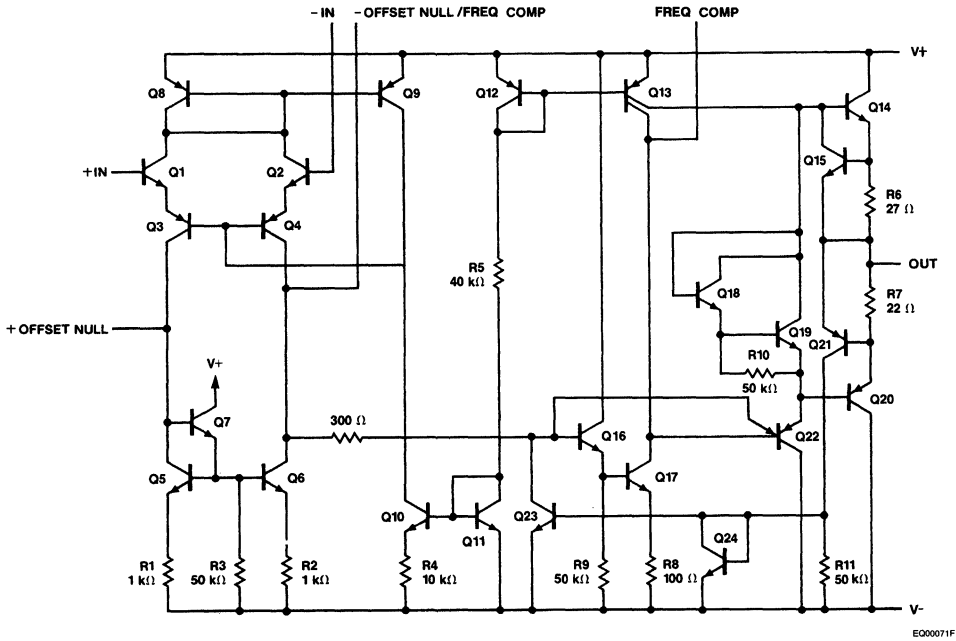 − IN
− OFFSET NULL /FREQ COMP
FREQ COMP
V+
Q8
Q9
Q12
Q13
Q14
+IN
Q1
Q2
Q15
R6
27 Ω
Q3
Q4
R5
40 kΩ
OUT
Q18
R7
22 Ω
+ OFFSET NULL
Q19
Q21
V+
R10
50 kΩ
Q20
Q7
300 Ω
Q16
Q22
Q5
Q6
Q17
Q10
Q11
Q23
Q24
R1
1 kΩ
R3
50 kΩ
R2
1 kΩ
R4
10 kΩ
R9
50 kΩ
R8
100 Ω
R11
50 kΩ
V-
EQ00071F